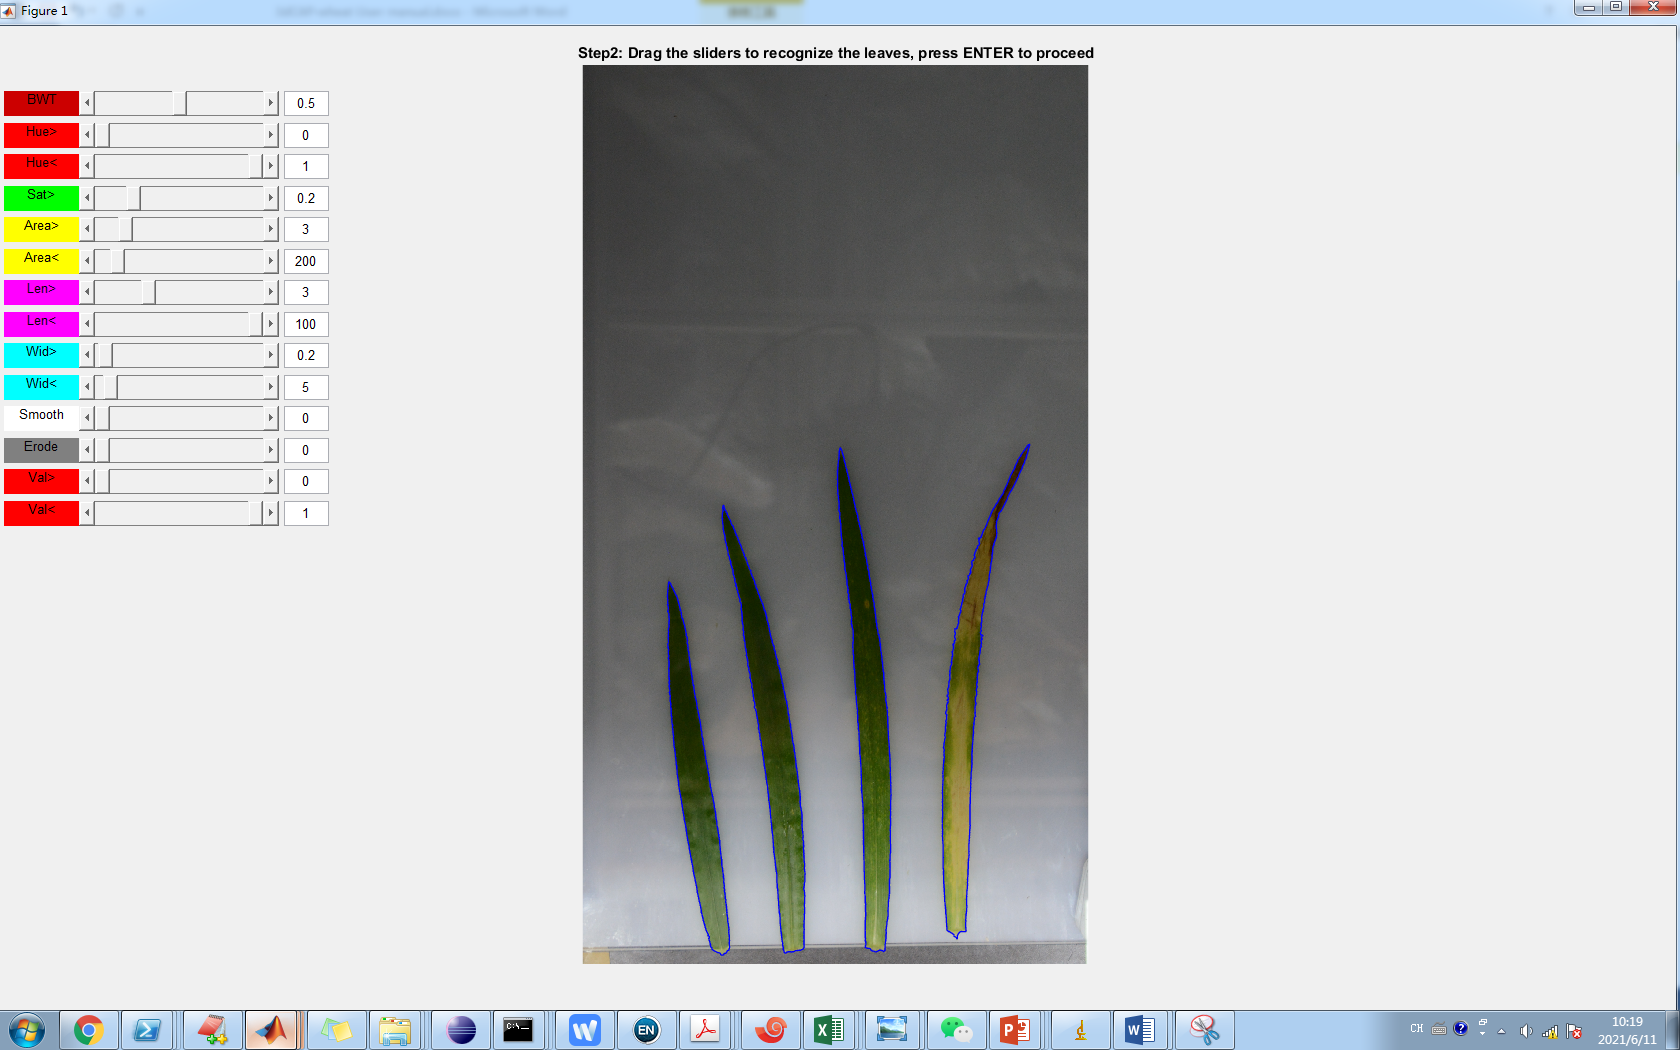 Figure 1
Step2: Drag the sliders to recognize the leaves, press ENTER to proceed
BWT 0.5
Hue> 0
Hue< 1
Sat> 0.2
Area> 3
Area< 200
Len> 3
Len< 100
Wid> 0.2
Wid< 5
Smooth 0
Erode 0
Val> 0
Val< 1
C:\
W
EN
X
P
W
CH
10:19
2021/6/11